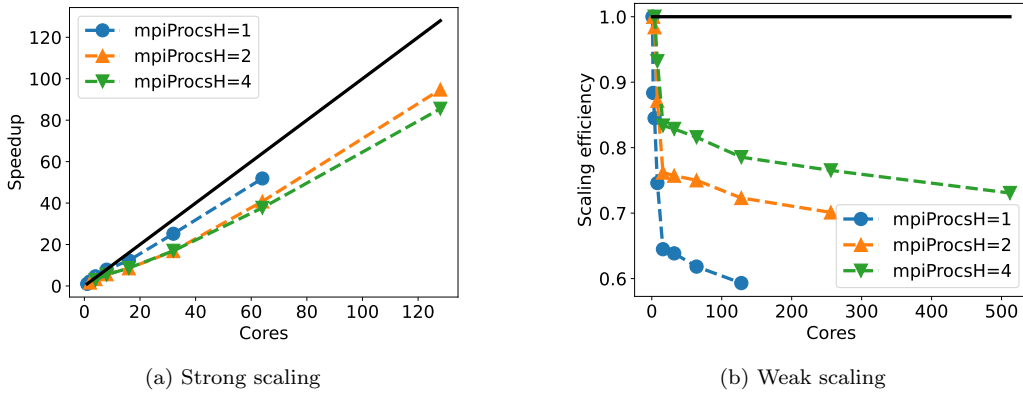 mpiProcsH=1
mpiProcsH=2
mpiProcsH=4
Speedup
120
100
80
60
40
20
0
0 20 40 60 80 100 120
Cores
(a) Strong scaling
Scaling efficiency
1.0
0.9
0.8
0.7
0.6
mpiProcsH=1
mpiProcsH=2
mpiProcsH=4
0 100 200 300 400 500
Cores
(b) Weak scaling